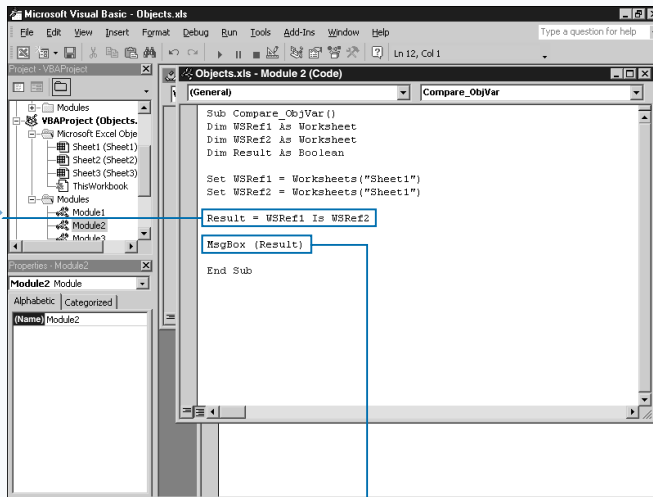 Microsoft Visual Basic - Objects.xls
File Edit View Insert Format Debug Run Tools Add-Ins Window Help
Type a question for help
Ln 12, Col 1
Project - VBAProject
Modules
VBAProject (Objects.
Microsoft Excel Obje
Sheet1 (Sheet1)
Sheet2 (Sheet2)
Sheet3 (Sheet3)
ThisWorkbook
Modules
Module1
Module2
Module3
Properties - Module2
Module2 Module
Alphabetic Categorized
(Name) Module2
Objects.xls - Module 2 (Code)
(General) Compare_ObjVar
Sub Compare_ObjVar()
Dim WSRef1 As Worksheet
Dim WSRef2 As Worksheet
Dim Result As Boolean
Set WSRef1 = Worksheets("Sheet1")
Set WSRef2 = Worksheets("Sheet1")
Result = WSRef1 Is WSRef2
MsgBox (Result)
End Sub